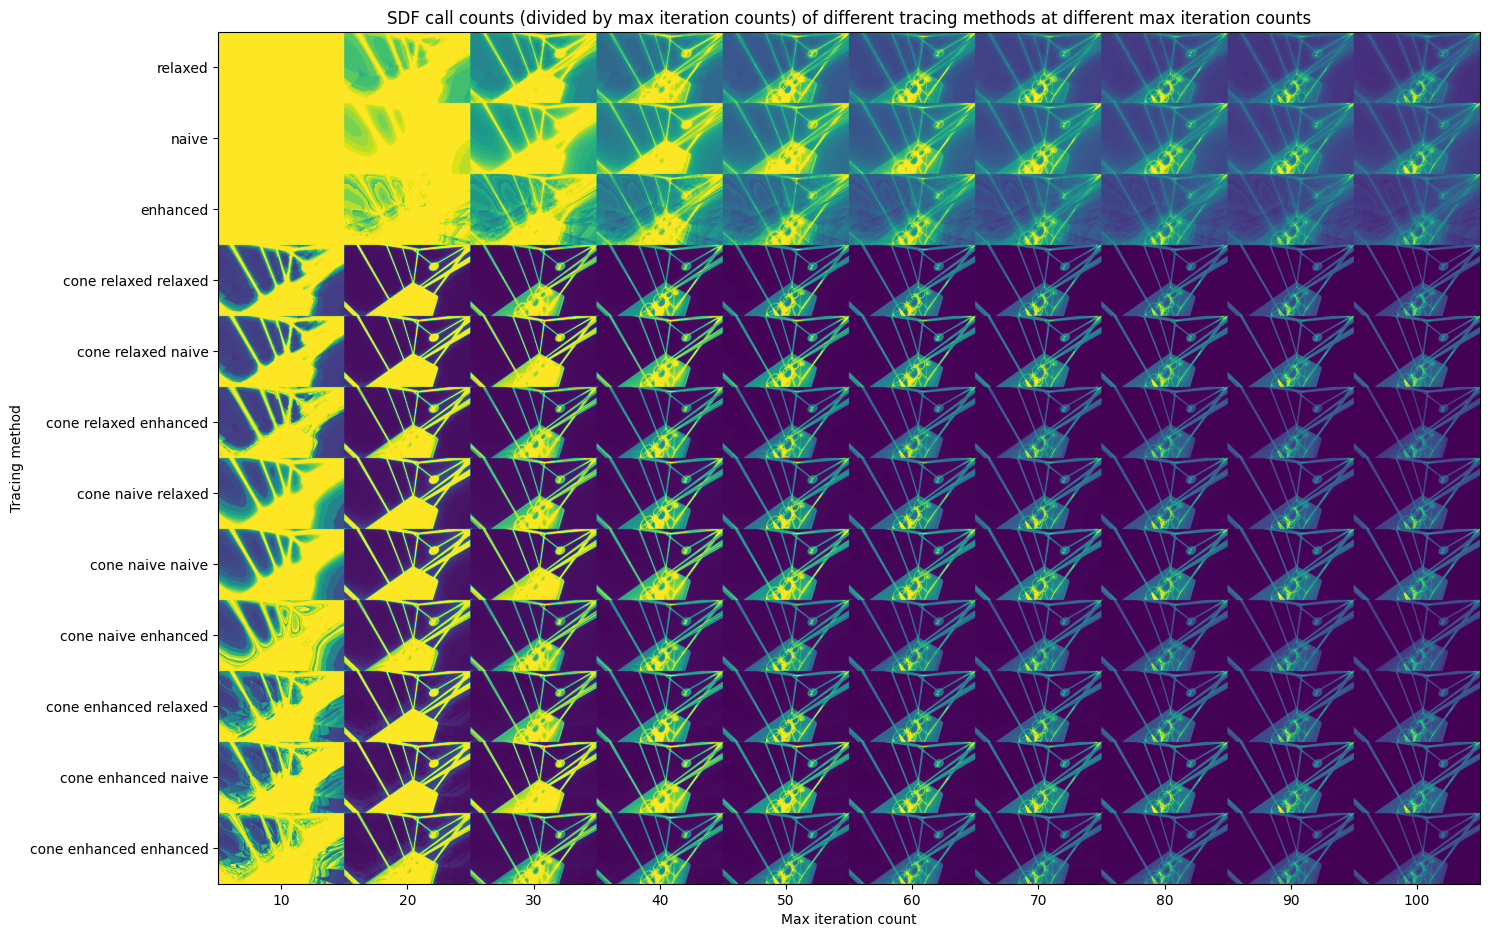 SDF call counts (divided by max iteration counts) of different tracing methods at different max iteration counts
relaxed
naive
enhanced
cone relaxed relaxed
cone relaxed naive
cone relaxed enhanced
cone naive relaxed
cone naive naive
cone naive enhanced
cone enhanced relaxed
cone enhanced naive
cone enhanced enhanced
Tracing method
10 20 30 40 50 60 70 80 90 100
Max iteration count